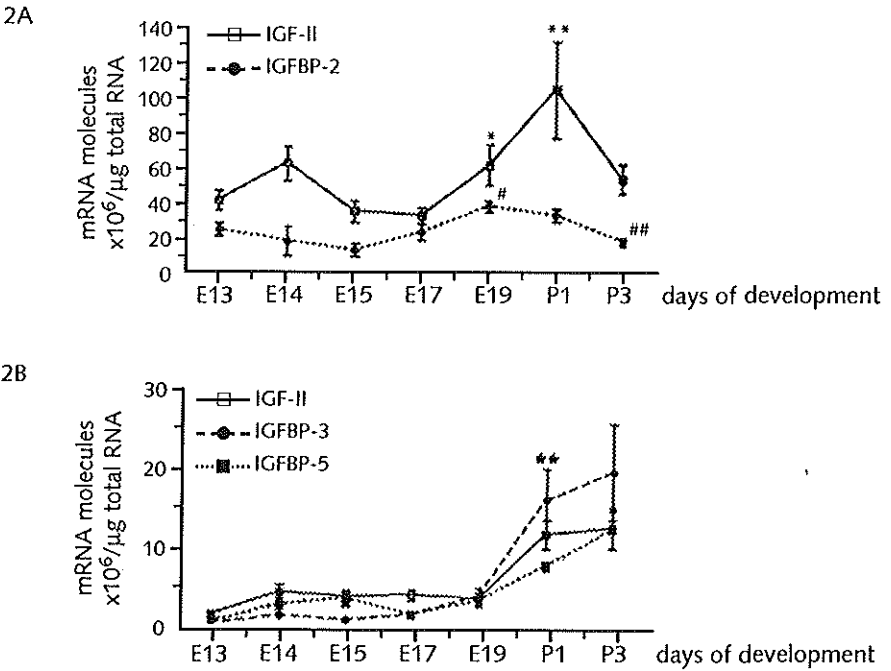 2A
mRNA molecules
x10⁶/µg total RNA
140
120
100
80
60
40
20
0
IGF-II
IGFBP-2
*
#
**
##
E13 E14 E15 E17 E19 P1 P3 days of development
2B
mRNA molecules
x10⁶/µg total RNA
30
20
10
0
IGF-II
IGFBP-3
IGFBP-5
**
E13 E14 E15 E17 E19 P1 P3 days of development